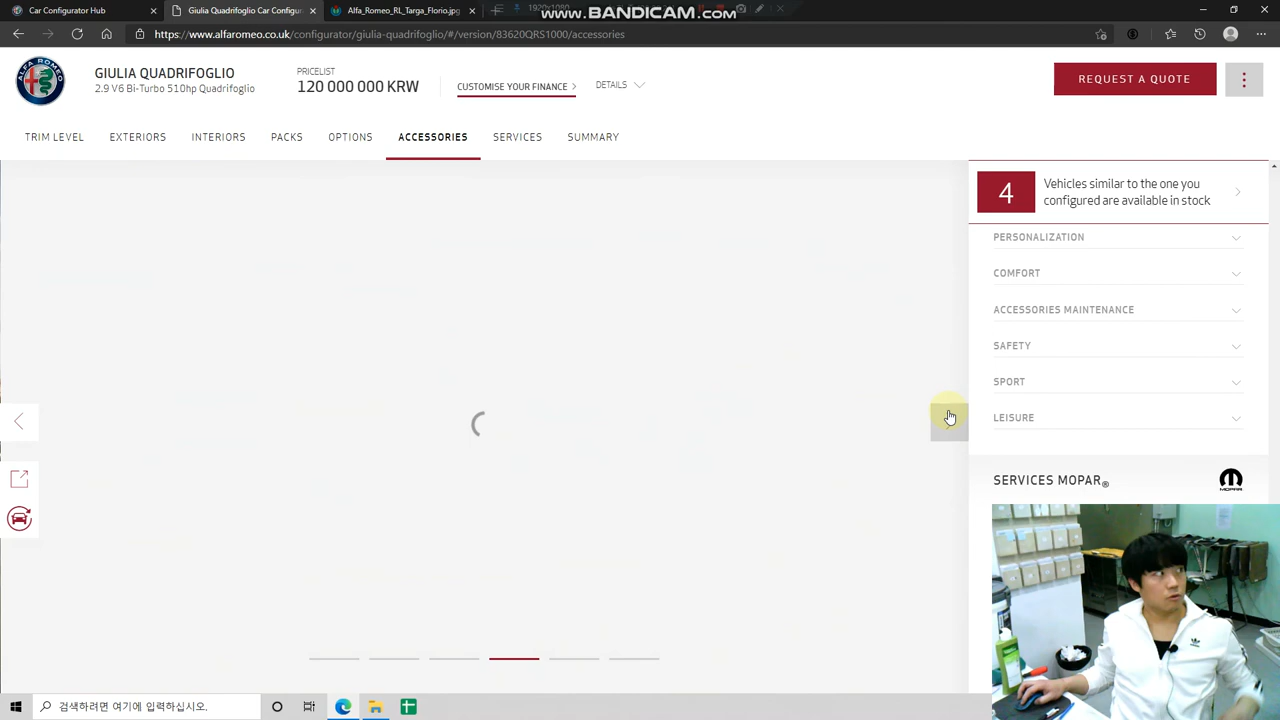 Car Configurator Hub
Giulia Quadrifoglio Car Configur
Alfa_Romeo_RL_Targa_Florio.jpg
www.BANDICAM.com
https://www.alfaromeo.co.uk/configurator/giulia-quadrifoglio/#/version/83620QRS1000/accessories
ALFA ROMEO
GIULIA QUADRIFOGLIO
2.9 V6 Bi-Turbo 510hp Quadrifoglio
PRICELIST
120 000 000 KRW
CUSTOMISE YOUR FINANCE
DETAILS
REQUEST A QUOTE
TRIM LEVEL
EXTERIORS
INTERIORS
PACKS
OPTIONS
ACCESSORIES
SERVICES
SUMMARY
4
Vehicles similar to the one you
configured are available in stock
PERSONALIZATION
COMFORT
ACCESSORIES MAINTENANCE
SAFETY
SPORT
LEISURE
SERVICES MOPAR®
MOPAR
검색하려면 여기에 입력하십시오.